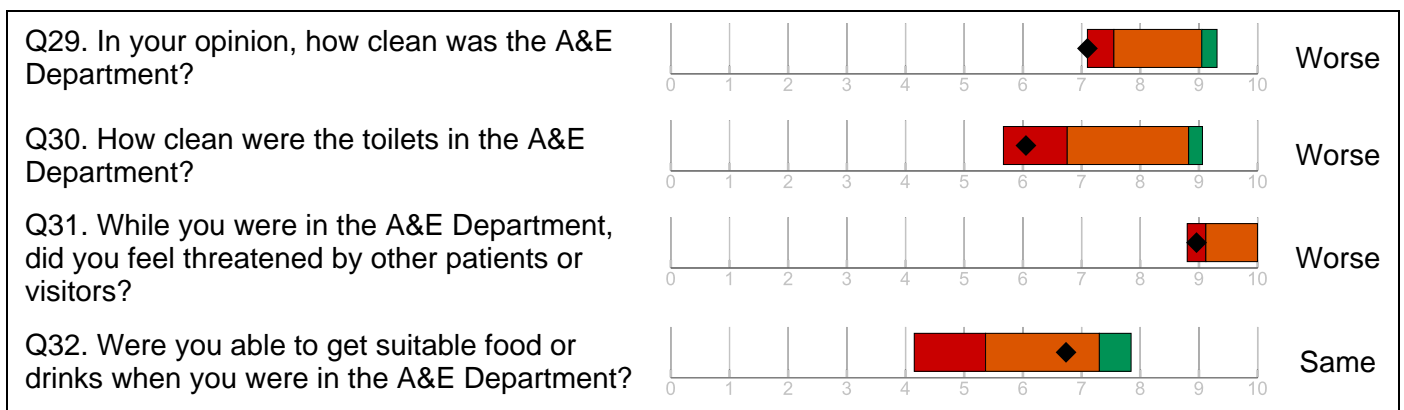 Q29. In your opinion, how clean was the A&E
Department?
0 1 2 3 4 5 6 7 8 9 10
Worse
Q30. How clean were the toilets in the A&E
Department?
0 1 2 3 4 5 6 7 8 9 10
Worse
Q31. While you were in the A&E Department,
did you feel threatened by other patients or
visitors?
0 1 2 3 4 5 6 7 8 9 10
Worse
Q32. Were you able to get suitable food or
drinks when you were in the A&E Department?
0 1 2 3 4 5 6 7 8 9 10
Same